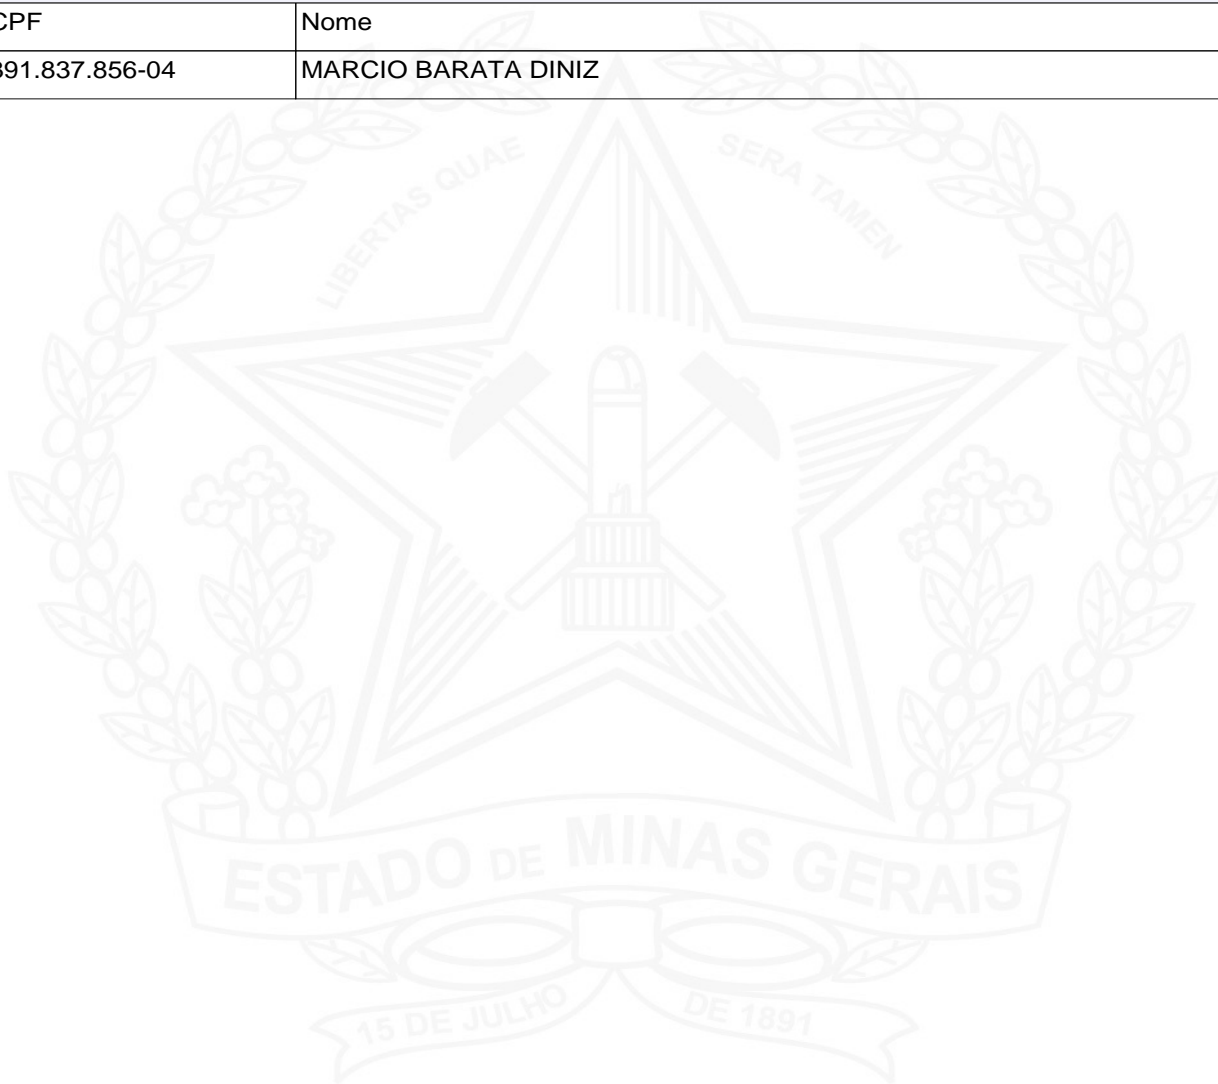 CPF Nome
391.837.856-04 MARCIO BARATA DINIZ
LIBERTAS QUAE SERA TAMEN
ESTADO DE MINAS GERAIS
15 DE JULHO DE 1891